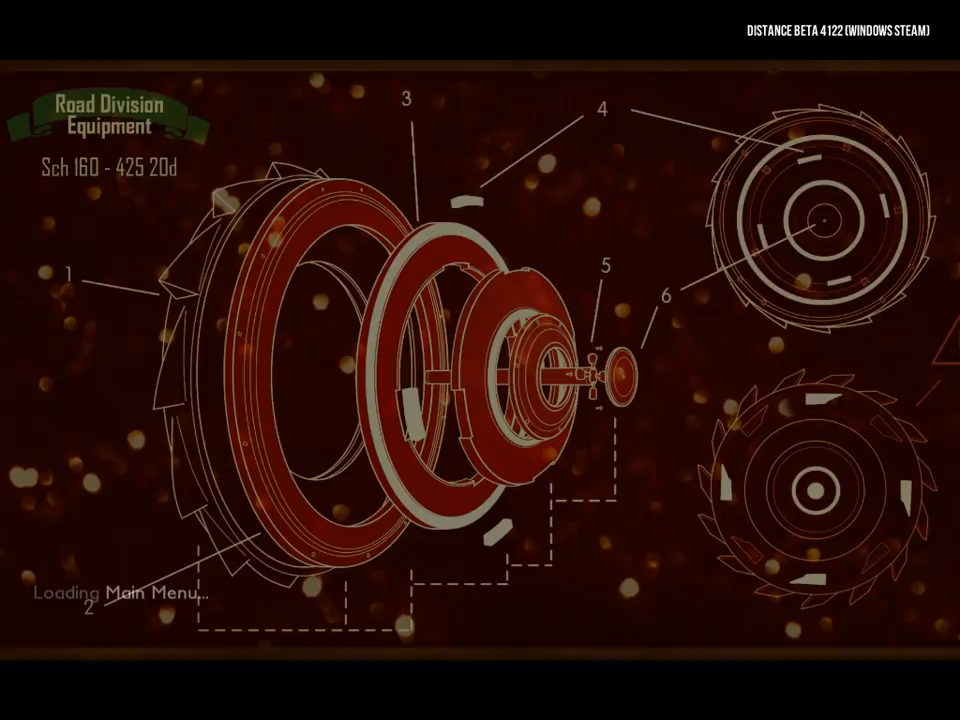 DISTANCE BETA 4122 (WINDOWS STEAM)
Road Division
Equipment
Sch 160 - 425 20d
3
4
1
5
6
Loading Main Menu...
2